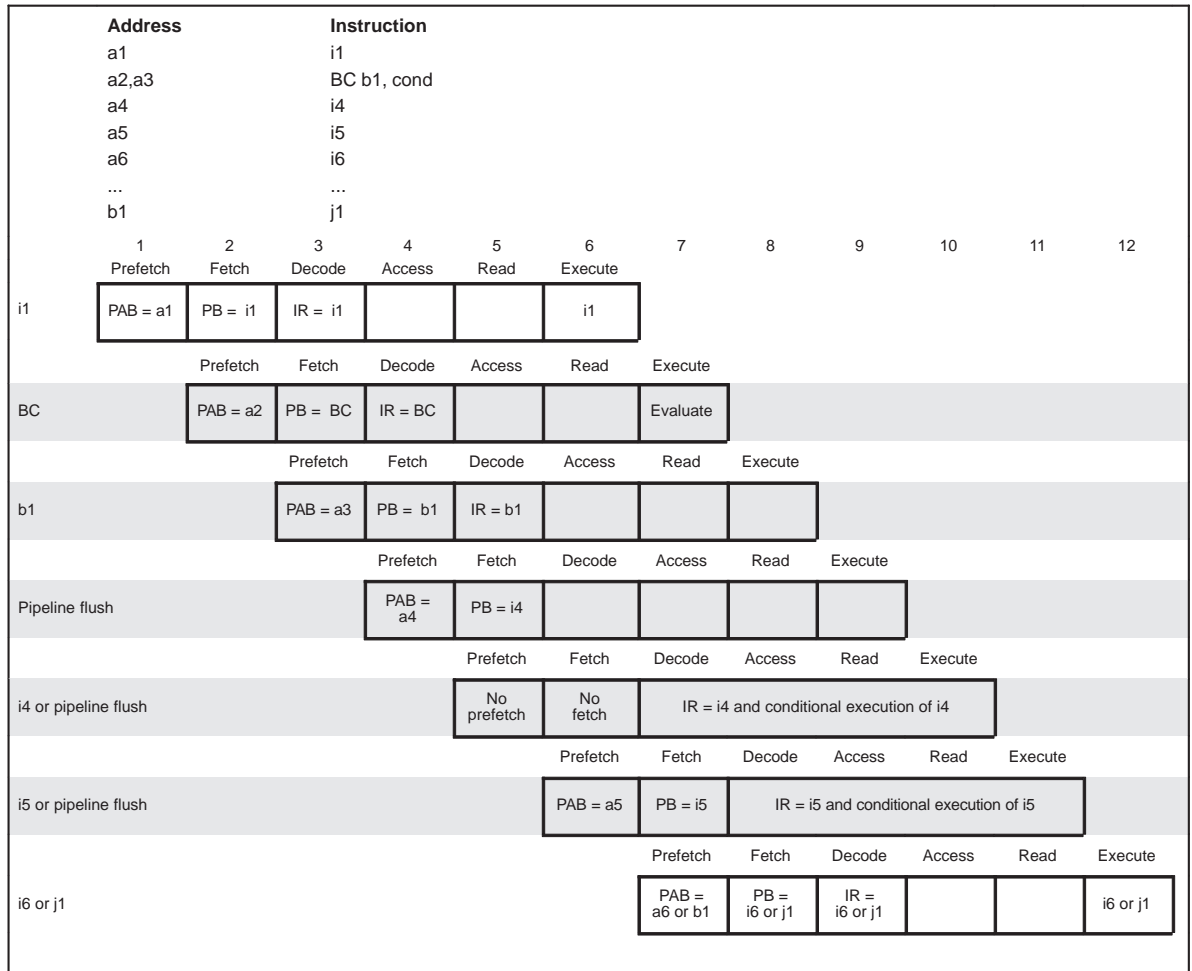 Address Instruction
a1 i1
a2,a3 BC b1, cond
a4 i4
a5 i5
a6 i6
... ...
b1 j1
1 2 3 4 5 6 7 8 9 10 11 12
Prefetch Fetch Decode Access Read Execute
i1 PAB = a1 PB = i1 IR = i1 i1
Prefetch Fetch Decode Access Read Execute
BC PAB = a2 PB = BC IR = BC Evaluate
Prefetch Fetch Decode Access Read Execute
b1 PAB = a3 PB = b1 IR = b1
Prefetch Fetch Decode Access Read Execute
Pipeline flush PAB = a4 PB = i4
Prefetch Fetch Decode Access Read Execute
i4 or pipeline flush No prefetch No fetch IR = i4 and conditional execution of i4
Prefetch Fetch Decode Access Read Execute
i5 or pipeline flush PAB = a5 PB = i5 IR = i5 and conditional execution of i5
Prefetch Fetch Decode Access Read Execute
i6 or j1 PAB = a6 or b1 PB = i6 or j1 IR = i6 or j1 i6 or j1